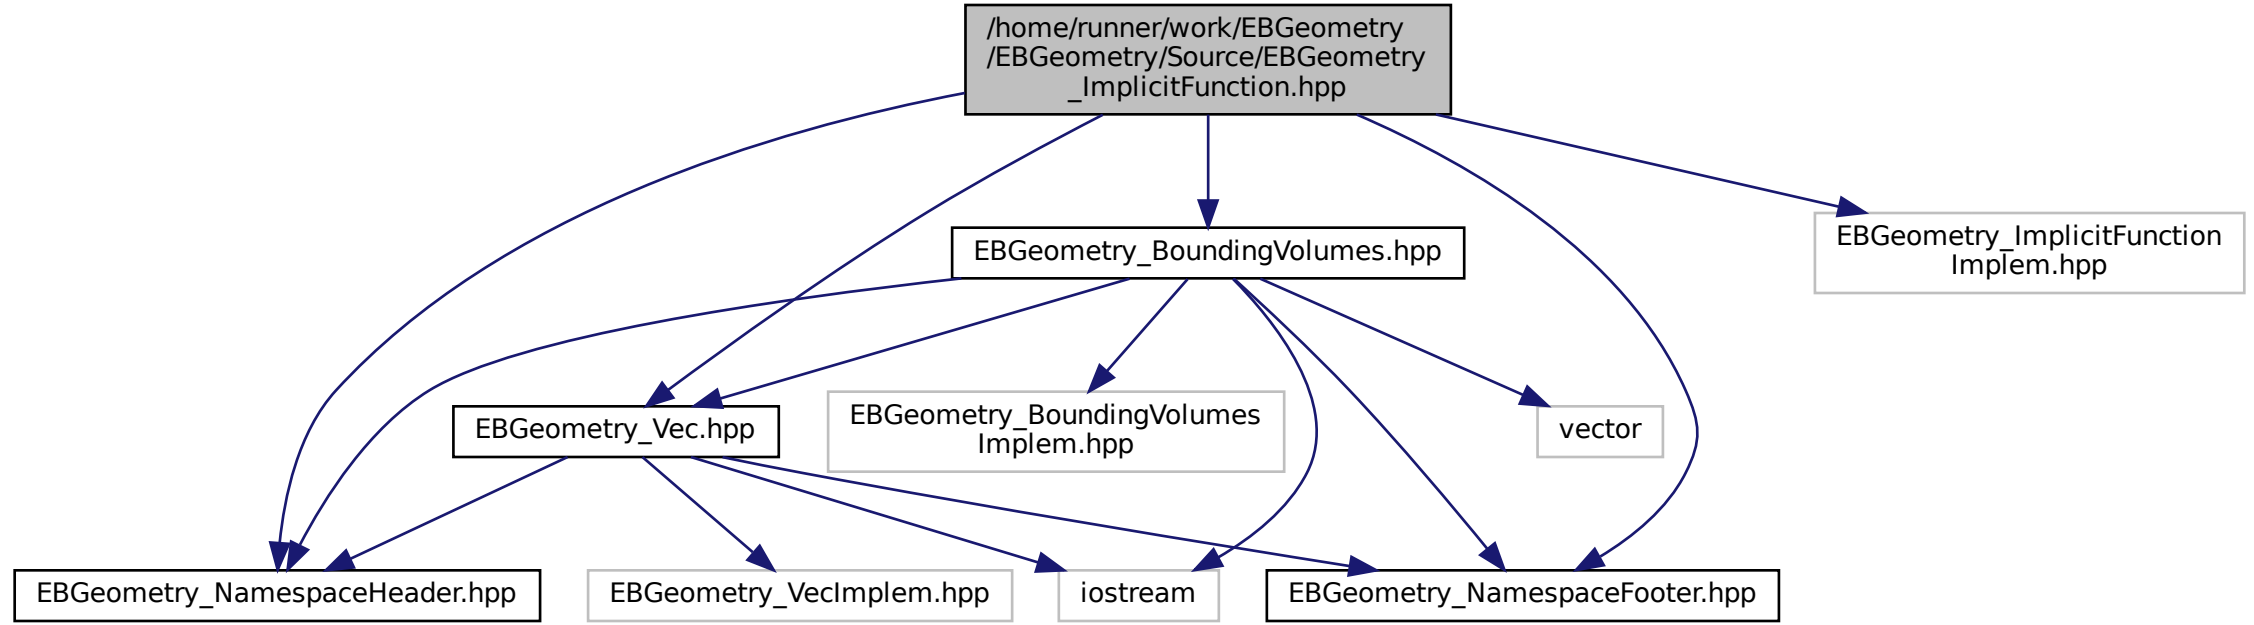 /home/runner/work/EBGeometry
/EBGeometry/Source/EBGeometry
_ImplicitFunction.hpp
EBGeometry_ImplicitFunction
Implem.hpp
EBGeometry_BoundingVolumes.hpp
EBGeometry_Vec.hpp
EBGeometry_BoundingVolumes
Implem.hpp
vector
EBGeometry_NamespaceHeader.hpp
EBGeometry_VecImplem.hpp
iostream
EBGeometry_NamespaceFooter.hpp